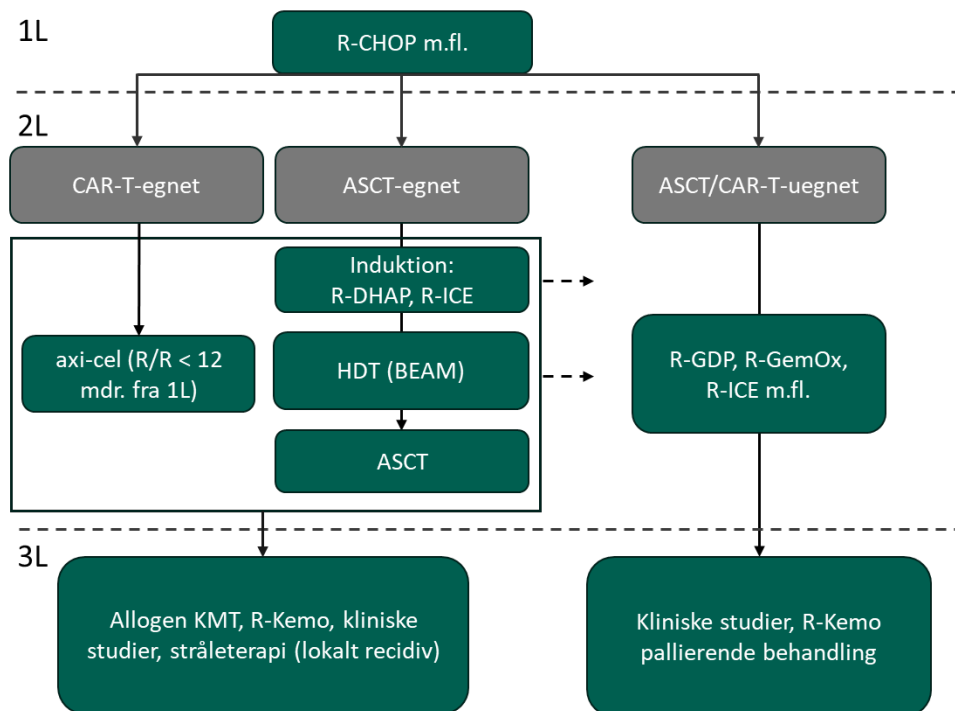 1L
R-CHOP m.fl.
2L
CAR-T-egnet
ASCT-egnet
ASCT/CAR-T-uegnet
Induktion:
R-DHAP, R-ICE
axi-cel (R/R < 12
mdr. fra 1L)
HDT (BEAM)
R-GDP, R-GemOx,
R-ICE m.fl.
ASCT
3L
Allogen KMT, R-Kemo, kliniske
studier, stråleterapi (lokalt recidiv)
Kliniske studier, R-Kemo
pallierende behandling